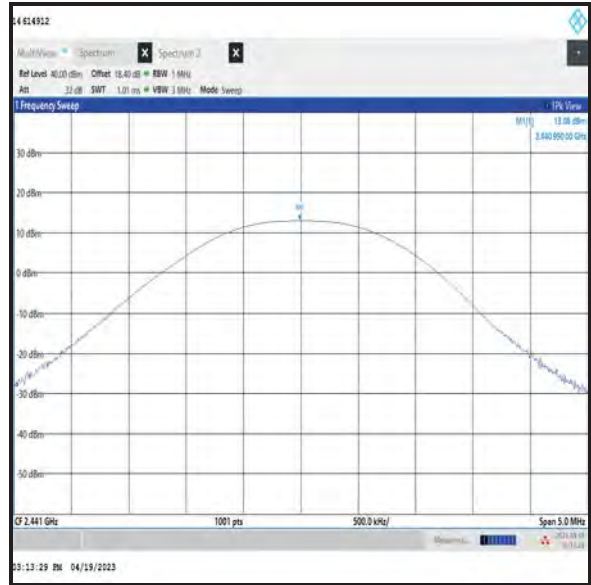 14 614912
MultiView Spectrum X Spectrum 2 X
Ref Level 40.00 dBm Offset 18.40 dB RBW 1 MHz
Att 32 dB SWT 1.01 ms VBW 3 MHz Mode Sweep
1 Frequency Sweep 1Pk View
M1[1] 13.08 dBm
2.44095000 GHz
30 dBm
20 dBm
M1
10 dBm
0 dBm
-10 dBm
-20 dBm
-30 dBm
-40 dBm
-50 dBm
CF 2.441 GHz 1001 pts 500.0 kHz/ Span 5.0 MHz
03:13:29 PM 04/19/2023